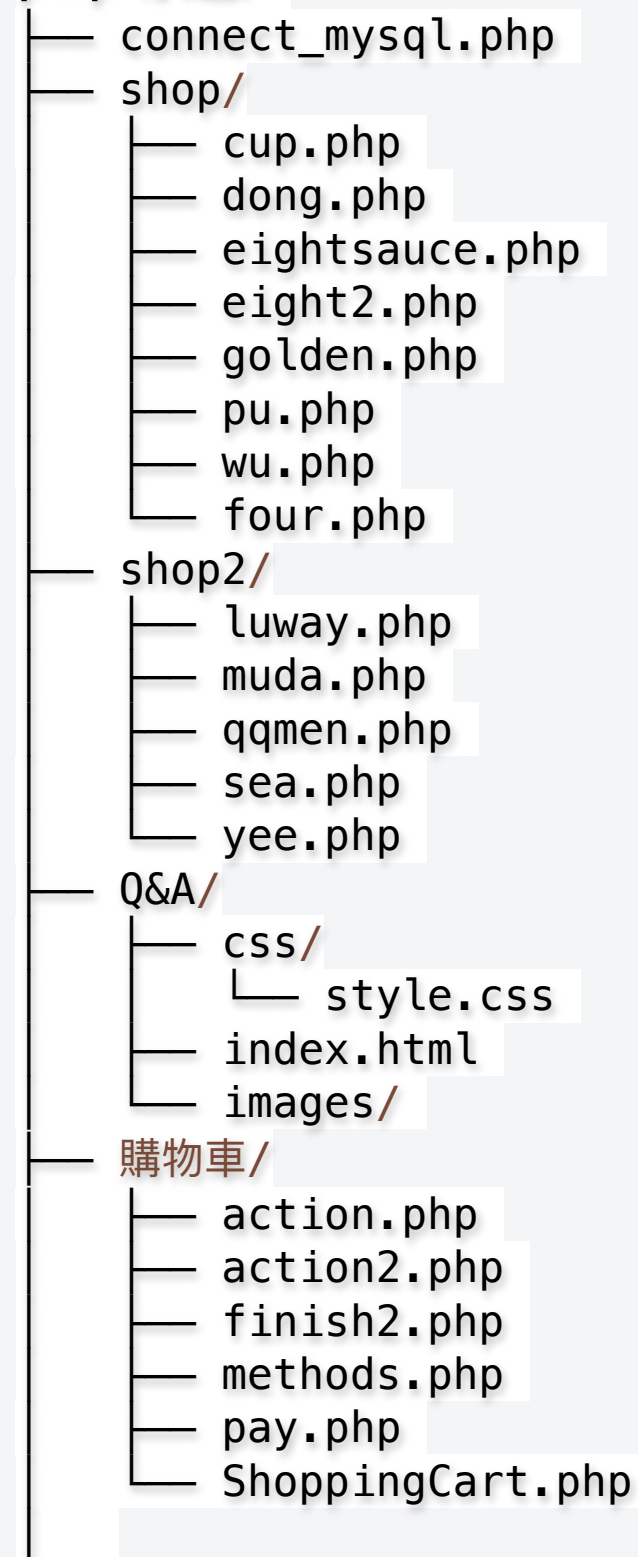 ├── connect_mysql.php
├── shop/
│   ├── cup.php
│   ├── dong.php
│   ├── eightsauce.php
│   ├── eight2.php
│   ├── golden.php
│   ├── pu.php
│   ├── wu.php
│   └── four.php
├── shop2/
│   ├── luway.php
│   ├── muda.php
│   ├── qqmen.php
│   ├── sea.php
│   └── yee.php
├── Q&A/
│   ├── css/
│   │   └── style.css
│   ├── index.html
│   └── images/
├── 購物車/
│   ├── action.php
│   ├── action2.php
│   ├── finish2.php
│   ├── methods.php
│   ├── pay.php
│   └── ShoppingCart.php